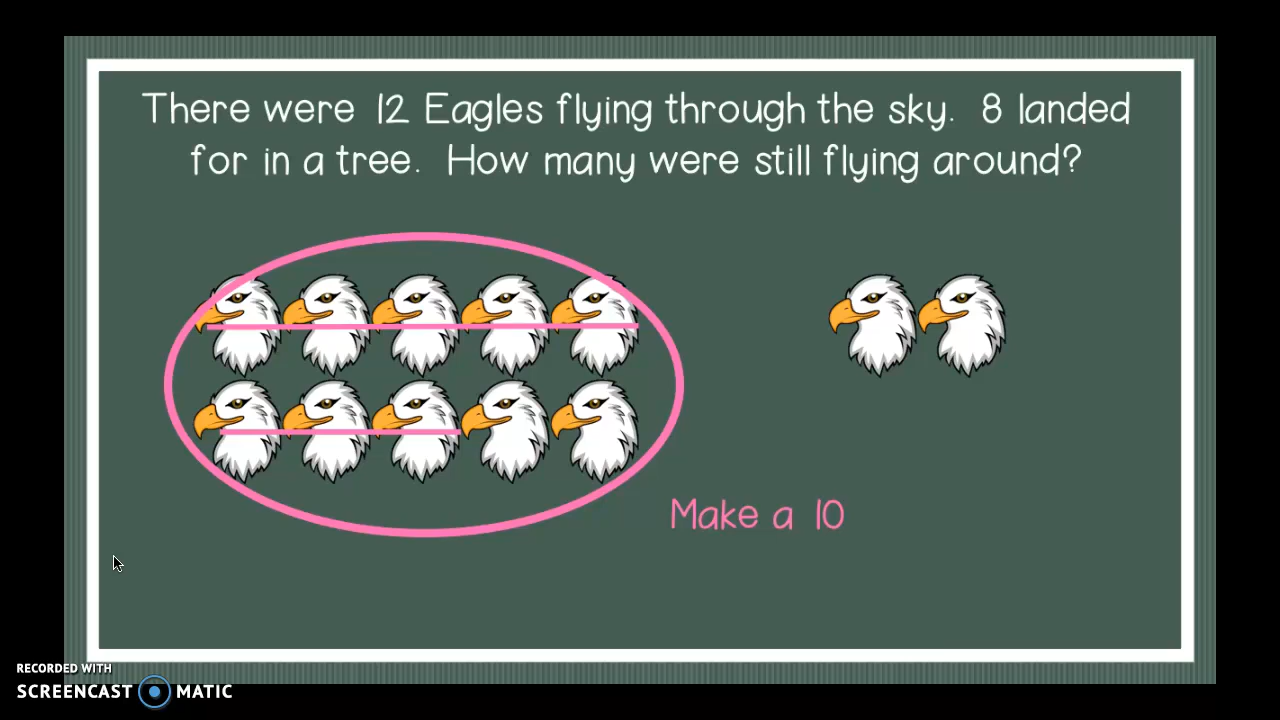 There were 12 Eagles flying through the sky. 8 landed
for in a tree. How many were still flying around?
Make a 10
RECORDED WITH
SCREENCAST MATIC